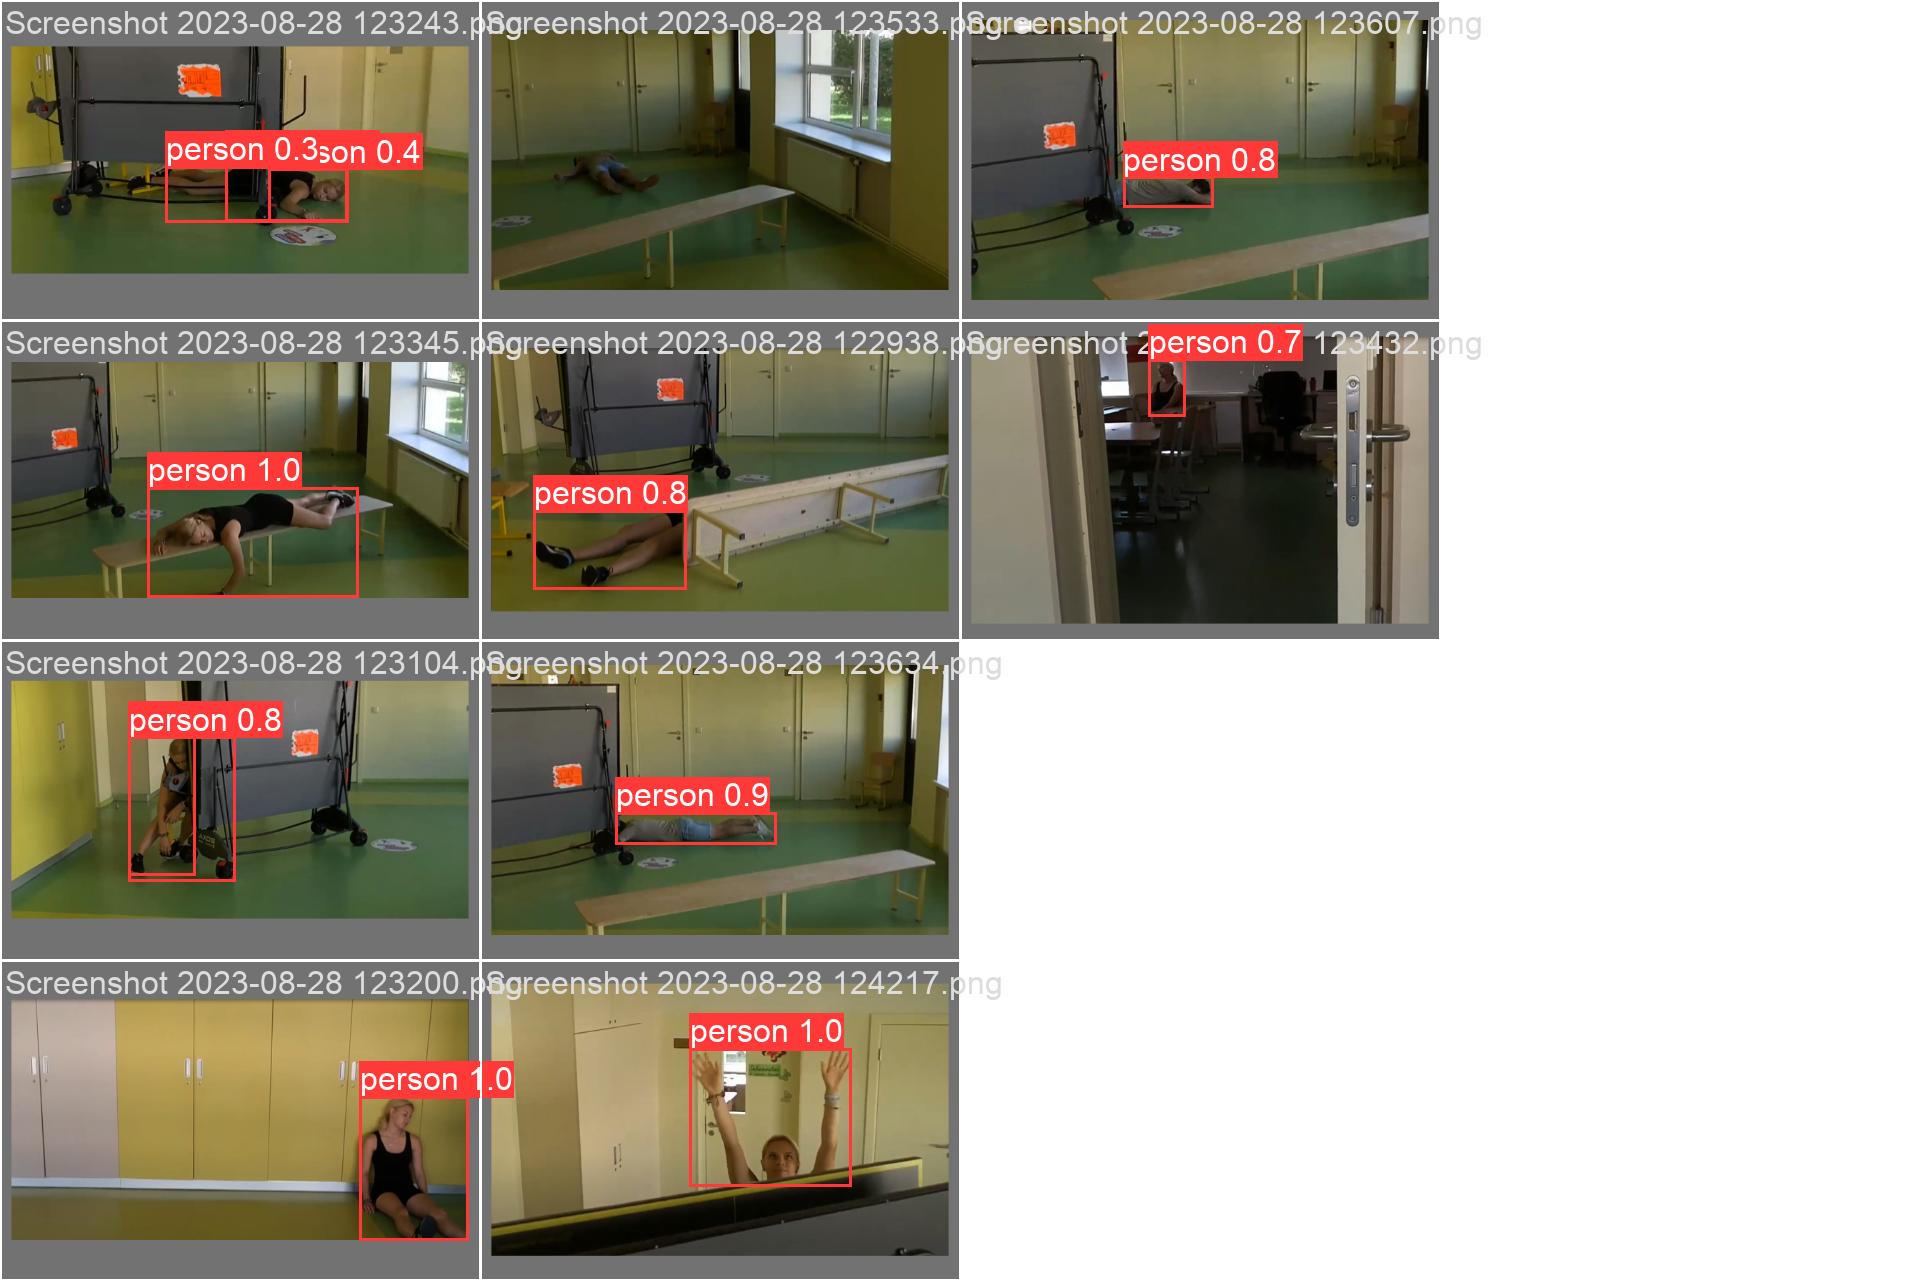 Screenshot 2023-08-28 123243.png
Screenshot 2023-08-28 123533.png
Screenshot 2023-08-28 123607.png
person 0.3
son 0.4
person 0.8
Screenshot 2023-08-28 123345.png
Screenshot 2023-08-28 122938.png
Screenshot 2 123432.png
person 0.7
person 1.0
person 0.8
Screenshot 2023-08-28 123104.png
Screenshot 2023-08-28 123634.png
person 0.8
person 0.9
Screenshot 2023-08-28 123200.png
Screenshot 2023-08-28 124217.png
person 1.0
person 1.0